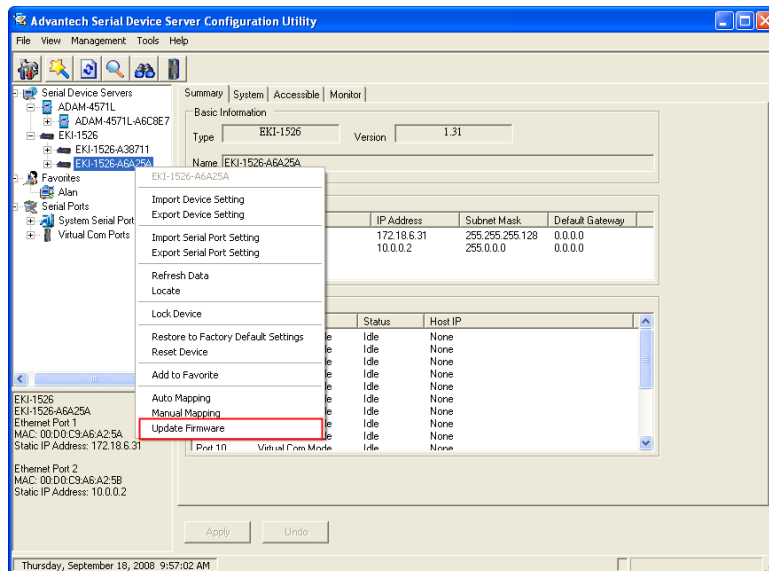 Advantech Serial Device Server Configuration Utility
File View Management Tools Help
Serial Device Servers
ADAM-4571L
ADAM-4571L-A6C8E7
EKI-1526
EKI-1526-A38711
EKI-1526-A6A25A
Favorites
Alan
Serial Ports
System Serial Port
Virtual Com Ports
Summary System Accessible Monitor
Basic Information
Type EKI-1526 Version 1.31
Name EKI-1526-A6A25A
EKI-1526-A6A25A
Import Device Setting
Export Device Setting
Import Serial Port Setting
Export Serial Port Setting
Refresh Data
Locate
Lock Device
Restore to Factory Default Settings
Reset Device
Add to Favorite
Auto Mapping
Manual Mapping
Update Firmware
IP Address Subnet Mask Default Gateway
172.18.6.31 255.255.255.128 0.0.0.0
10.0.0.2 255.0.0.0 0.0.0.0
Status Host IP
Idle None
Idle None
Idle None
Idle None
Idle None
Idle None
Idle None
Idle None
Idle None
Port 10 Virtual Com Mode Idle None
EKI-1526
EKI-1526-A6A25A
Ethernet Port 1
MAC: 00:D0:C9:A6:A2:5A
Static IP Address: 172.18.6.31
Ethernet Port 2
MAC: 00:D0:C9:A6:A2:5B
Static IP Address: 10.0.0.2
Apply Undo
Thursday, September 18, 2008 9:57:02 AM